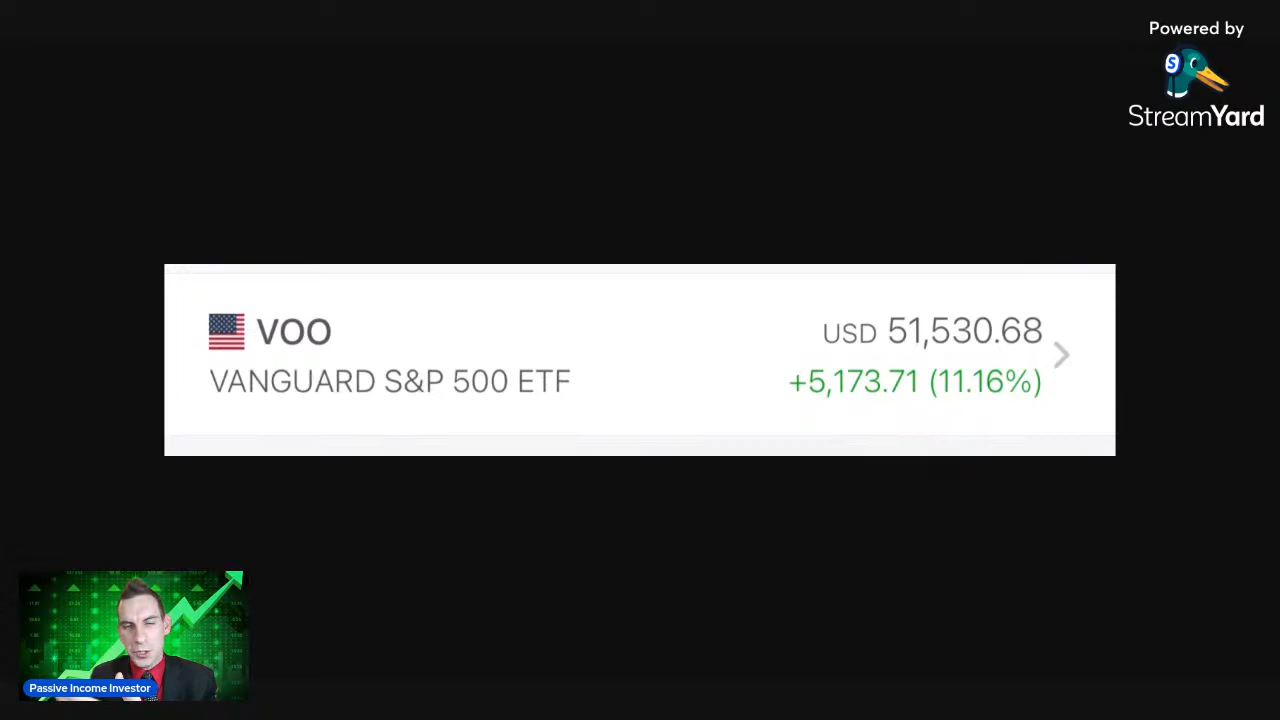 Powered by
S
StreamYard
VOO
USD 51,530.68
VANGUARD S&P 500 ETF
+5,173.71 (11.16%)
Passive Income Investor